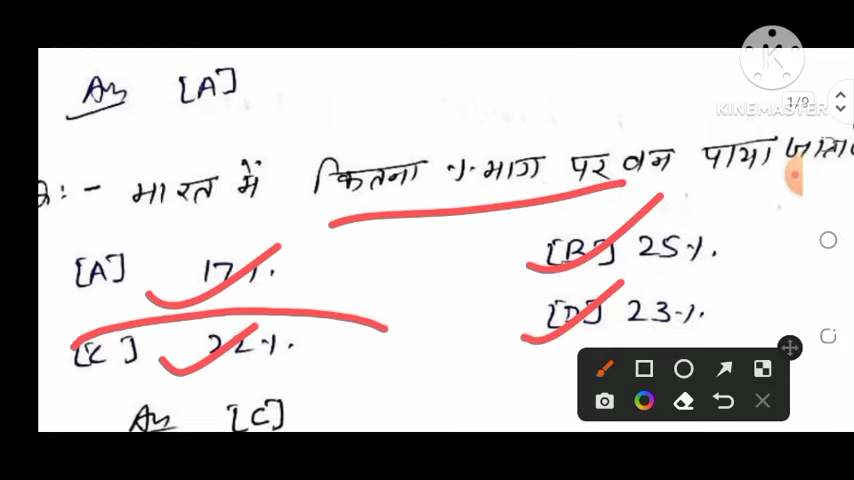 Ans [A]
KINEMASTER
1/9
प्र: - भारत में कितना % भाग पर वन पाया जाता
[A] 17%.
[B] 25%.
[C] 22%.
[D] 23%.
Ans [C]